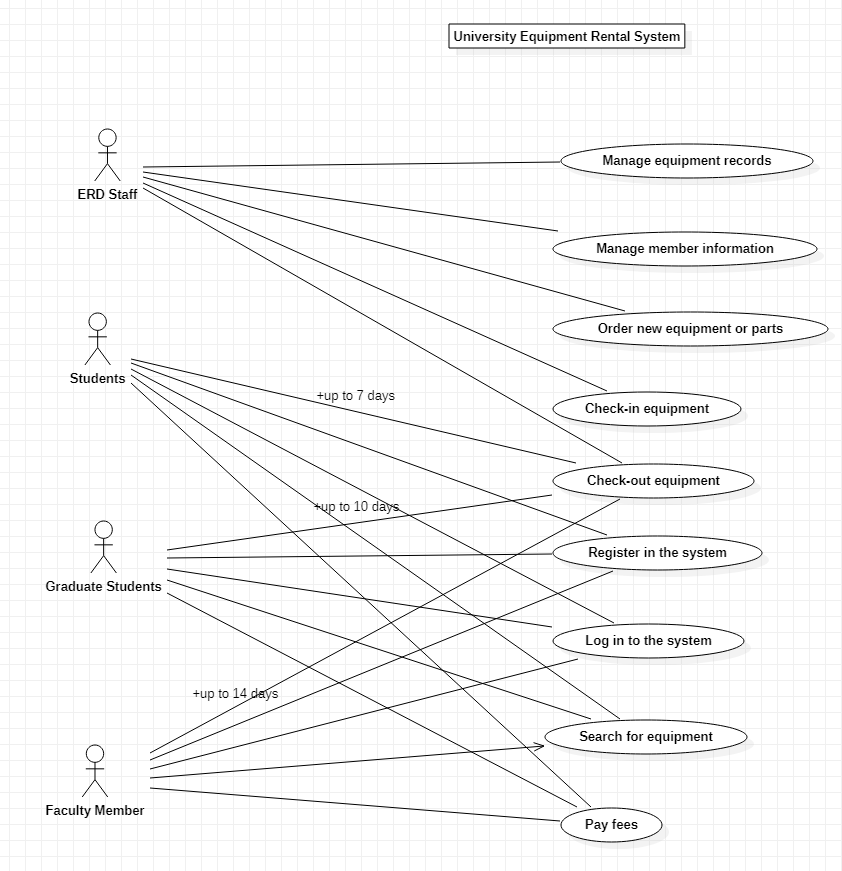 University Equipment Rental System
ERD Staff
Manage equipment records
Manage member information
Order new equipment or parts
Students
+up to 7 days
Check-in equipment
Check-out equipment
+up to 10 days
Graduate Students
Register in the system
Log in to the system
+up to 14 days
Search for equipment
Faculty Member
Pay fees